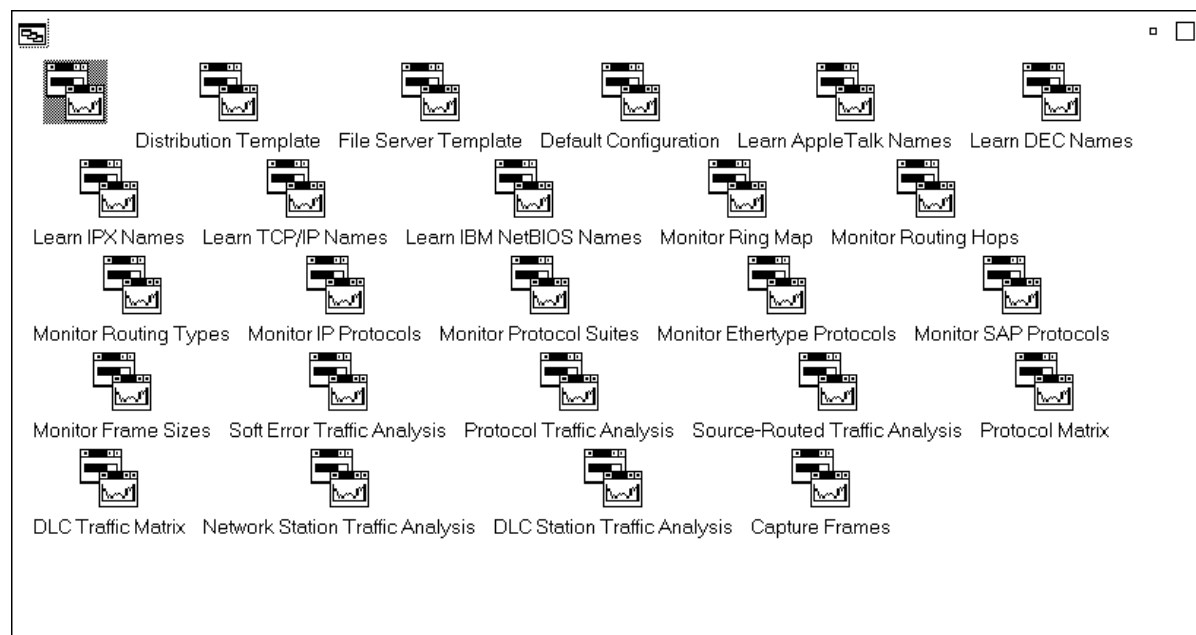 Distribution Template File Server Template Default Configuration Learn AppleTalk Names Learn DEC Names
Learn IPX Names Learn TCP/IP Names Learn IBM NetBIOS Names Monitor Ring Map Monitor Routing Hops
Monitor Routing Types Monitor IP Protocols Monitor Protocol Suites Monitor Ethertype Protocols Monitor SAP Protocols
Monitor Frame Sizes Soft Error Traffic Analysis Protocol Traffic Analysis Source-Routed Traffic Analysis Protocol Matrix
DLC Traffic Matrix Network Station Traffic Analysis DLC Station Traffic Analysis Capture Frames